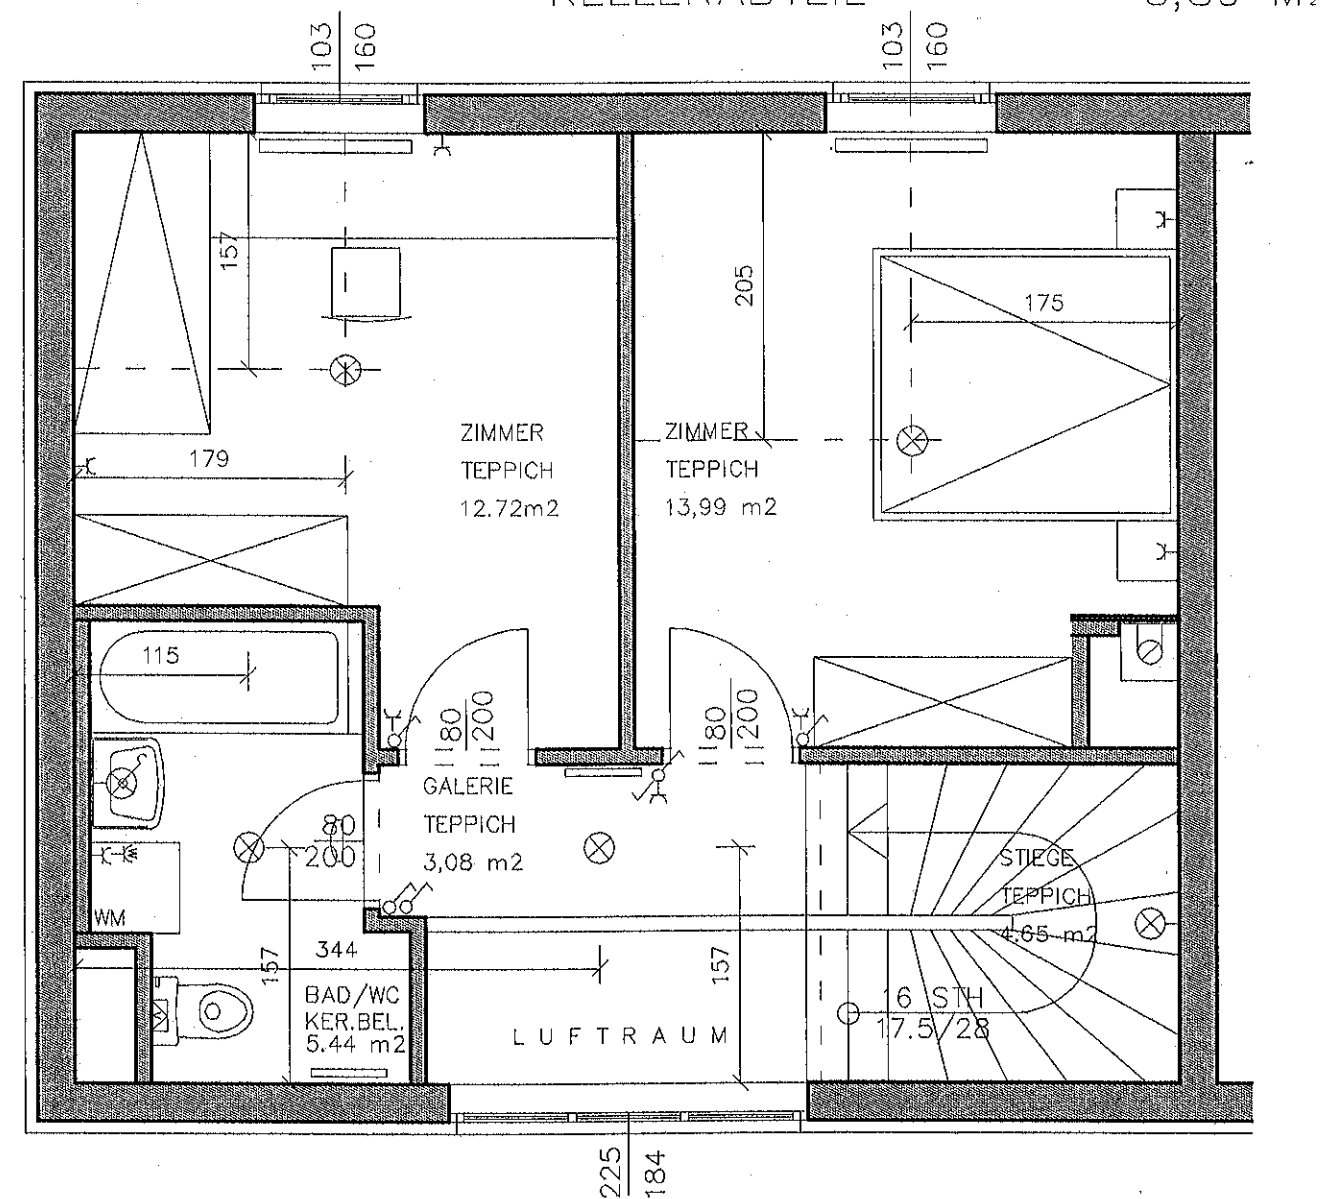 103
160
103
160
157
205
175
179
ZIMMER
TEPPICH
12.72m2
ZIMMER
TEPPICH
13,99 m2
115
80
200
80
200
GALERIE
TEPPICH
3,08 m2
80
200
STIEGE
TEPPICH
4.65 m2
WM
344
157
157
BAD/WC
KER.BEL.
5.44 m2
LUFTRAUM
16 STH
17.5/28
225
184